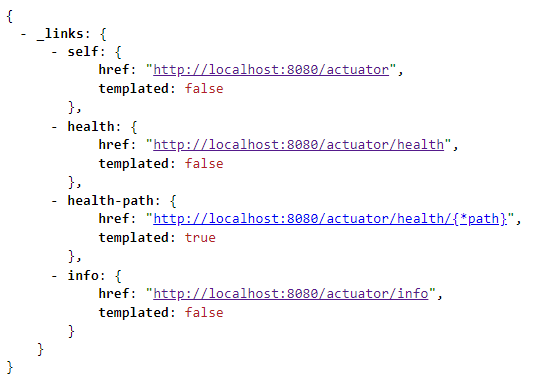 {
- _links: {
- self: {
href: "http://localhost:8080/actuator",
templated: false
},
- health: {
href: "http://localhost:8080/actuator/health",
templated: false
},
- health-path: {
href: "http://localhost:8080/actuator/health/{*path}",
templated: true
},
- info: {
href: "http://localhost:8080/actuator/info",
templated: false
}
}
}